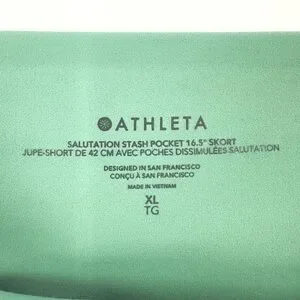 ATHLETA
SALUTATION STASH POCKET 16.5" SKORT
JUPE-SHORT DE 42 CM AVEC POCHES DISSIMULÉES SALUTATION
DESIGNED IN SAN FRANCISCO
CONÇU À SAN FRANCISCO
MADE IN VIETNAM
XL
TG